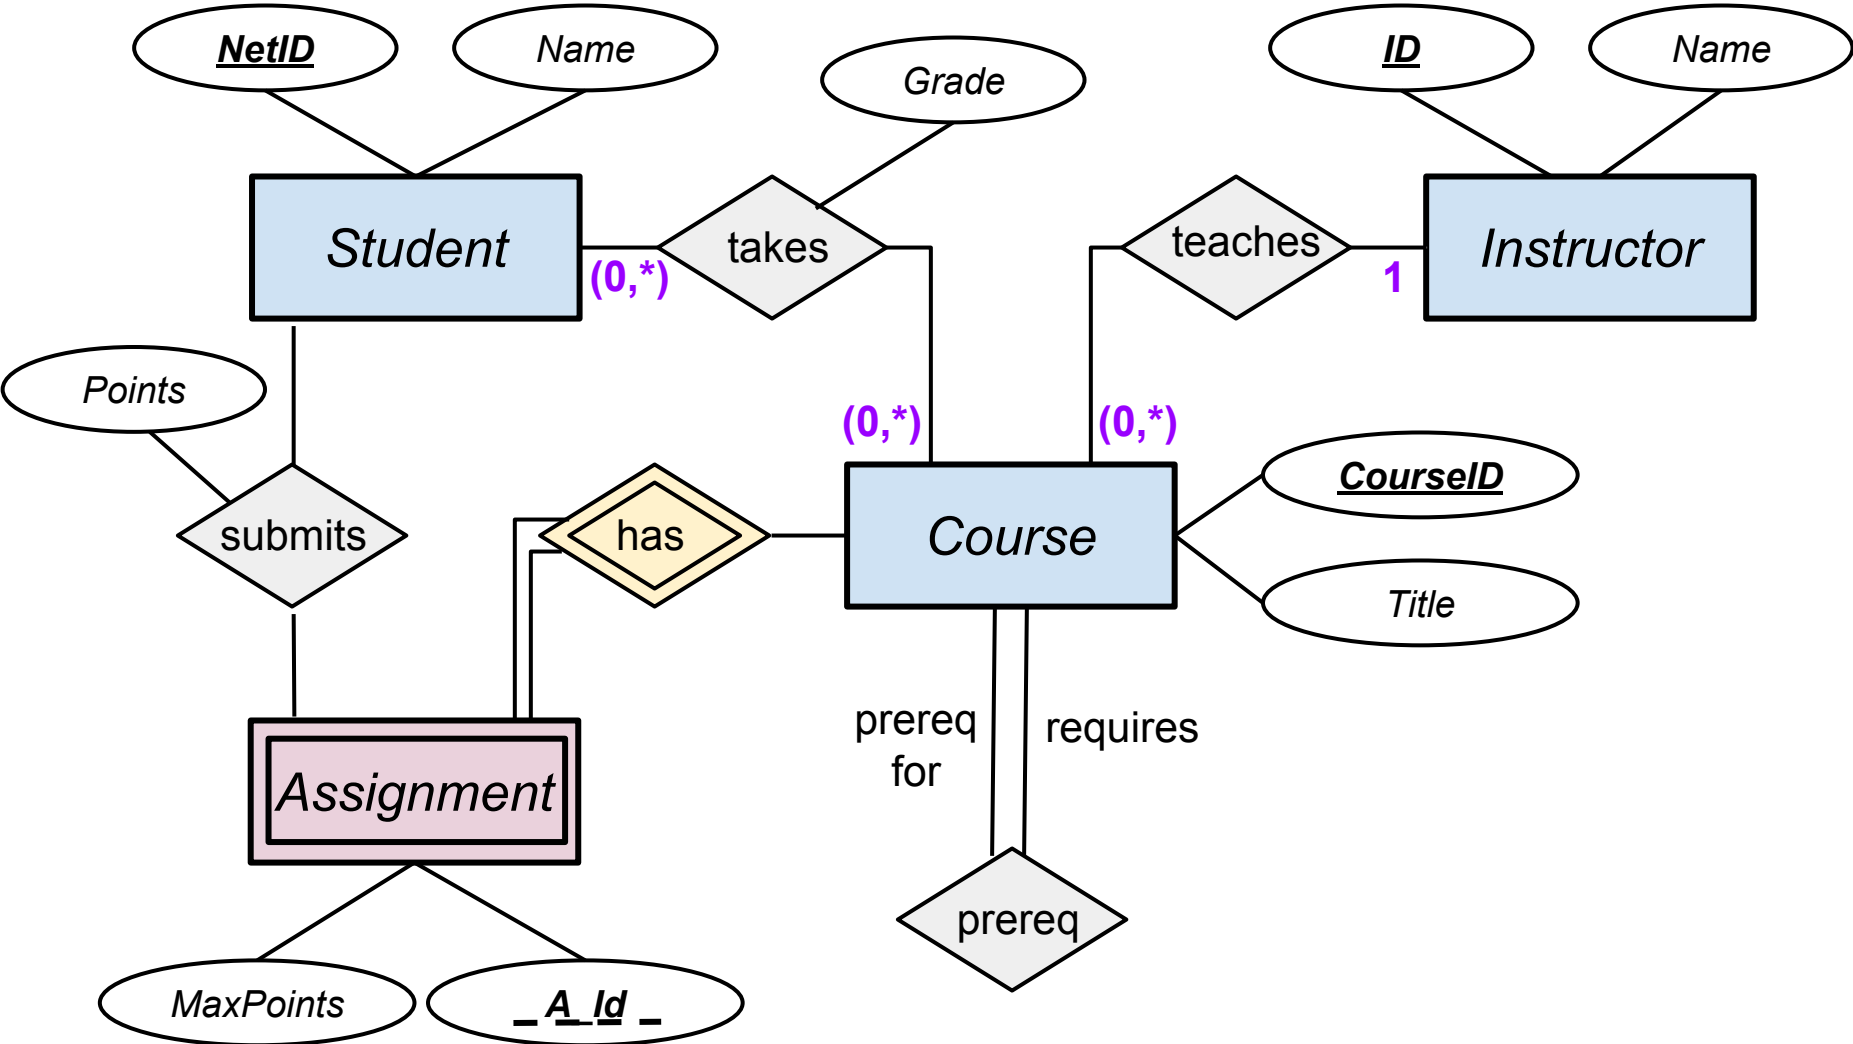 NetID
Name
Grade
ID
Name
Student
takes
teaches
Instructor
(0,*)
1
Points
(0,*)
(0,*)
CourseID
submits
has
Course
Title
prereq
for
requires
Assignment
prereq
MaxPoints
A_Id